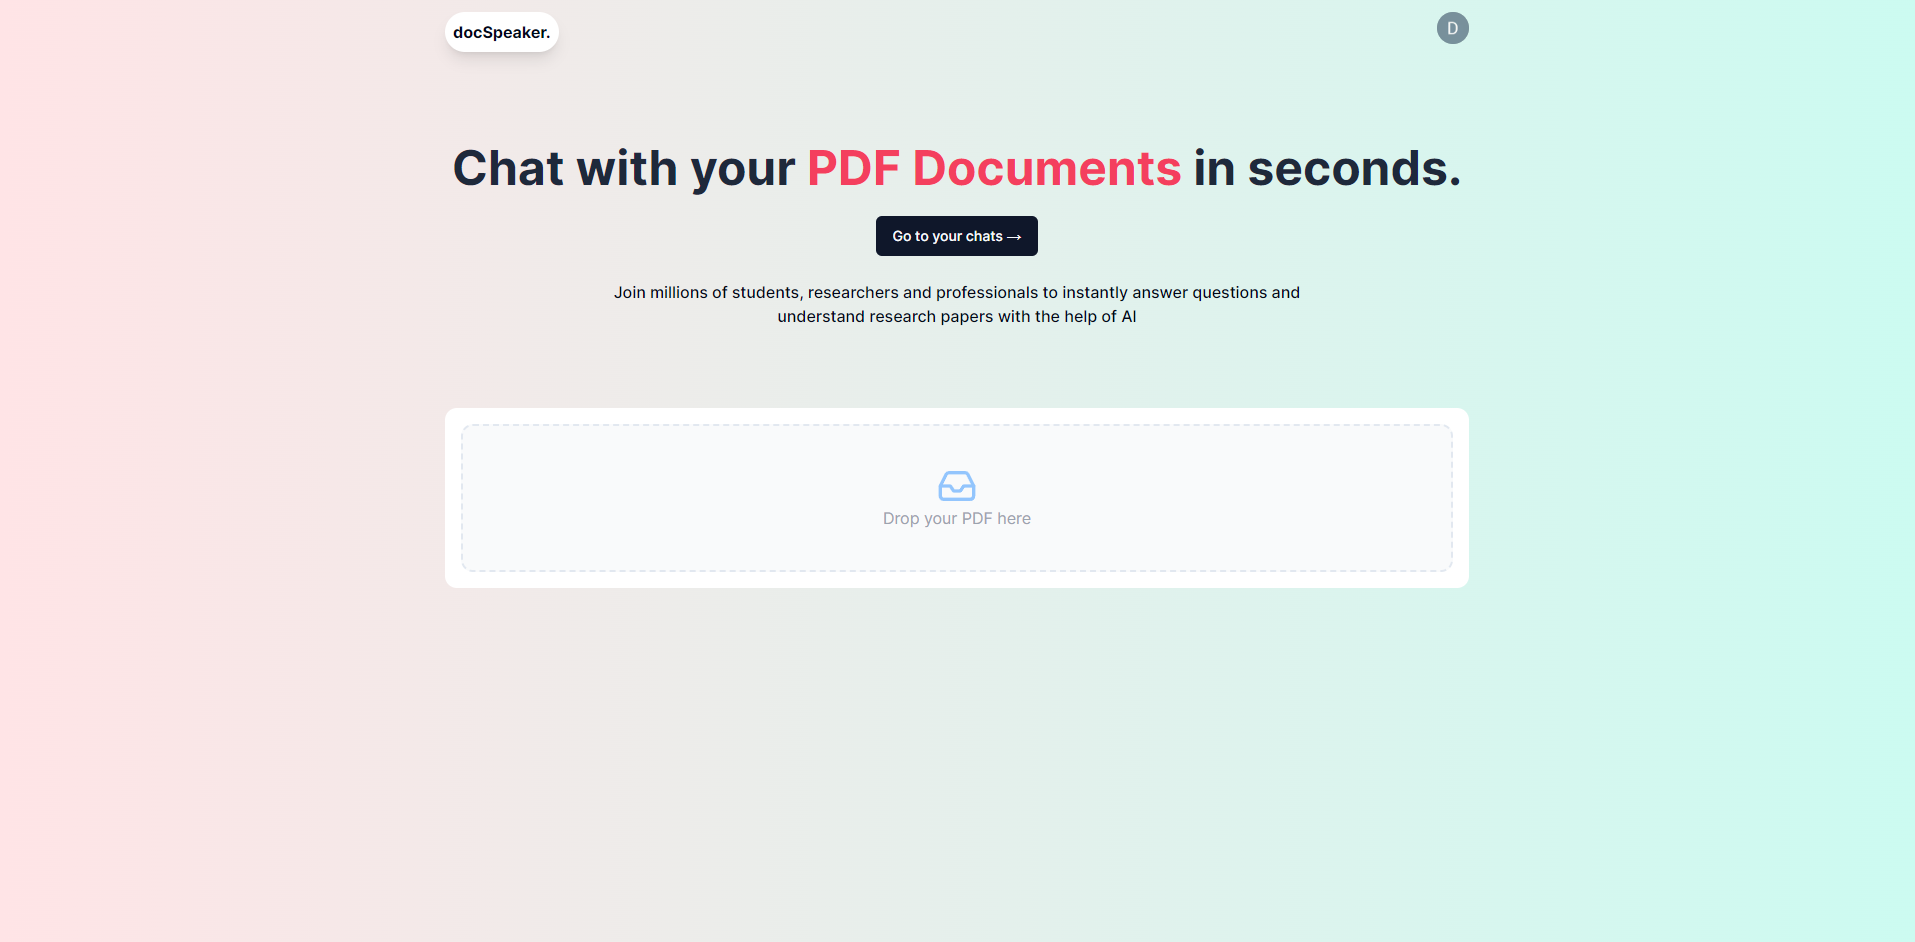 docSpeaker.
D
Chat with your PDF Documents in seconds.
Go to your chats →
Join millions of students, researchers and professionals to instantly answer questions and
understand research papers with the help of AI
Drop your PDF here